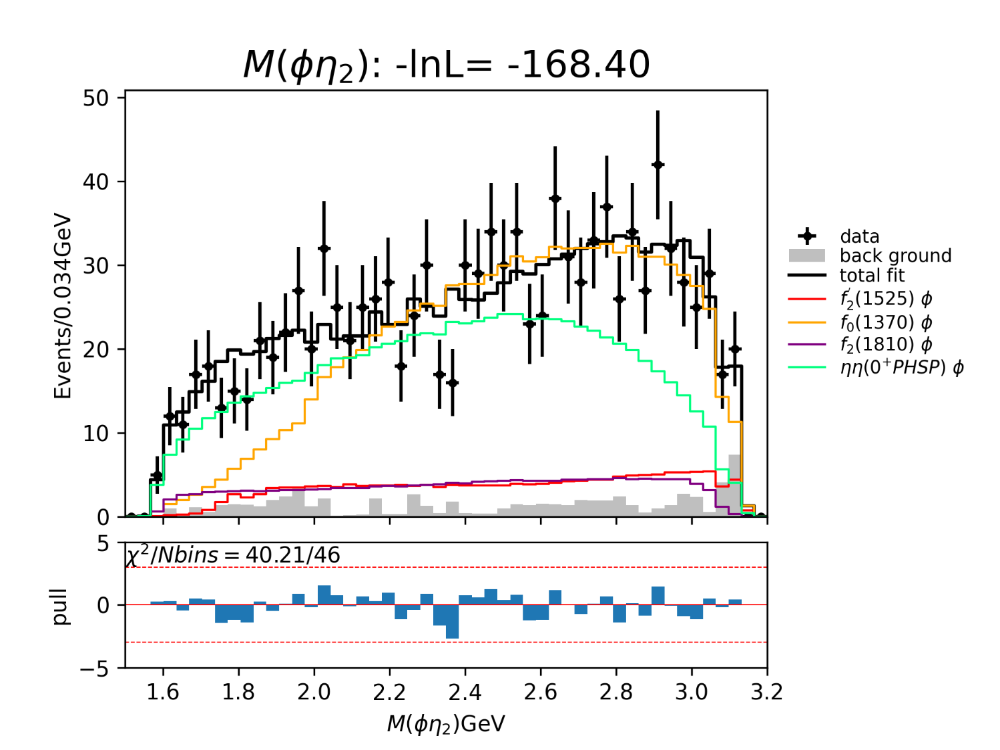 M(ϕη₂): -lnL= -168.40
50
40
30
20
10
0
Events/0.034GeV
data
back ground
total fit
f₂′(1525) ϕ
f₀(1370) ϕ
f₂(1810) ϕ
ηη(0⁺PHSP) ϕ
χ²/Nbins = 40.21/46
5
0
−5
pull
1.6 1.8 2.0 2.2 2.4 2.6 2.8 3.0 3.2
M(ϕη₂)GeV